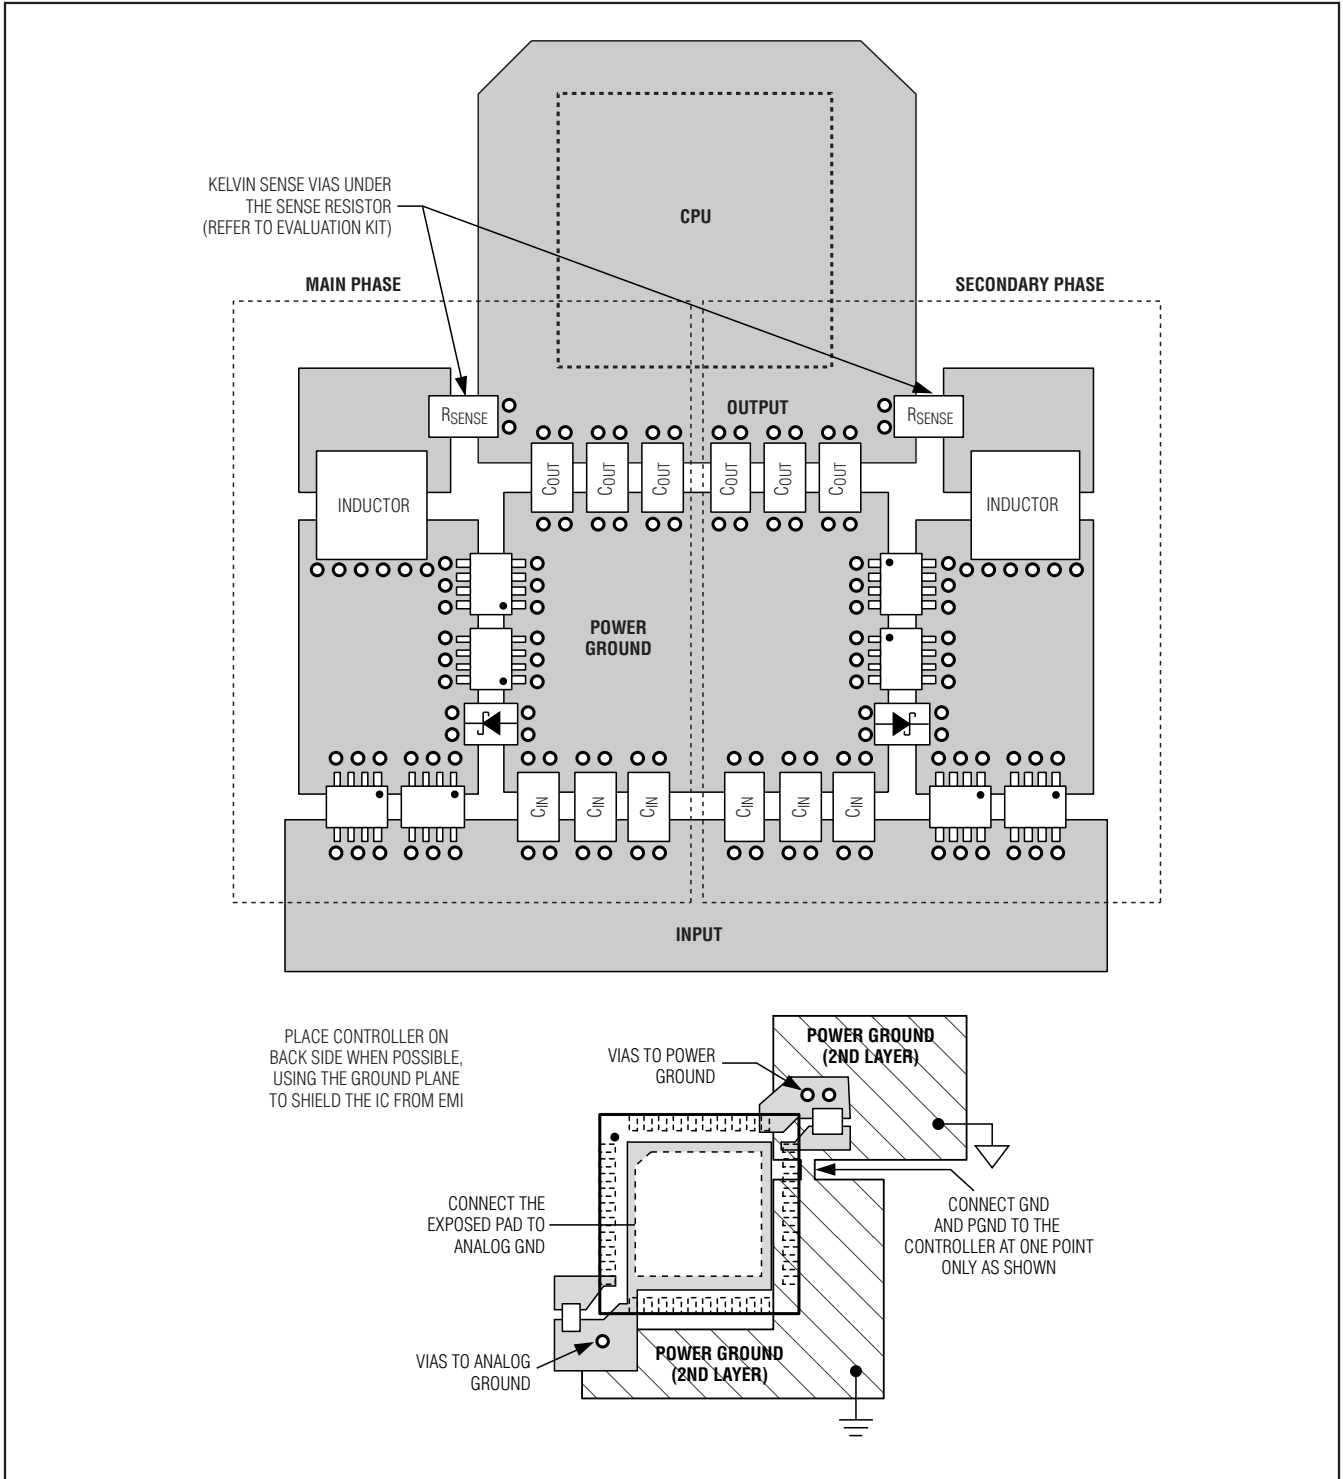 KELVIN SENSE VIAS UNDER
THE SENSE RESISTOR
(REFER TO EVALUATION KIT)
CPU
MAIN PHASE
SECONDARY PHASE
RSENSE
OUTPUT
RSENSE
COUT
COUT
COUT
COUT
COUT
COUT
INDUCTOR
INDUCTOR
POWER
GROUND
CIN
CIN
CIN
CIN
CIN
CIN
INPUT
PLACE CONTROLLER ON
BACK SIDE WHEN POSSIBLE,
USING THE GROUND PLANE
TO SHIELD THE IC FROM EMI
VIAS TO POWER
GROUND
POWER GROUND
(2ND LAYER)
CONNECT THE
EXPOSED PAD TO
ANALOG GND
CONNECT GND
AND PGND TO THE
CONTROLLER AT ONE POINT
ONLY AS SHOWN
VIAS TO ANALOG
GROUND
POWER GROUND
(2ND LAYER)